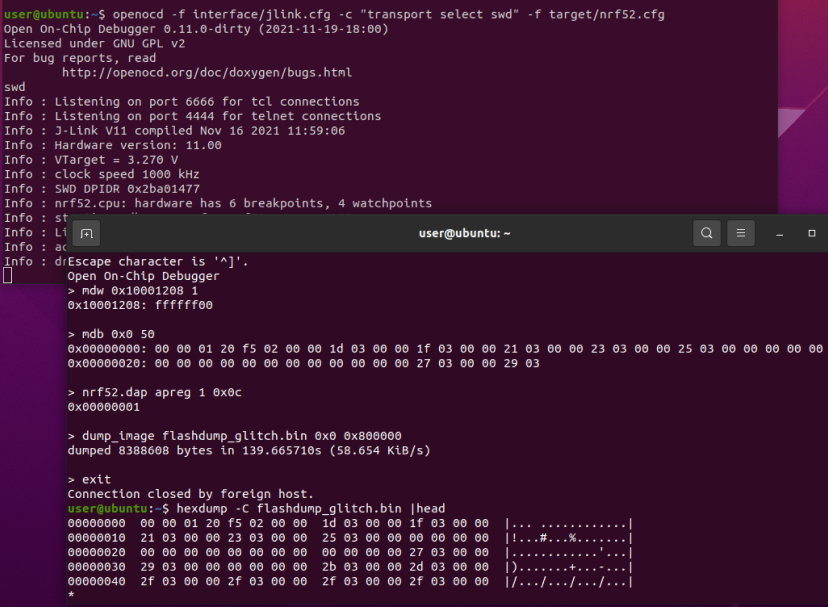 user@ubuntu:~$ openocd -f interface/jlink.cfg -c "transport select swd" -f target/nrf52.cfg
Open On-Chip Debugger 0.11.0-dirty (2021-11-19-18:00)
Licensed under GNU GPL v2
For bug reports, read
http://openocd.org/doc/doxygen/bugs.html
swd
Info : Listening on port 6666 for tcl connections
Info : Listening on port 4444 for telnet connections
Info : J-Link V11 compiled Nov 16 2021 11:59:06
Info : Hardware version: 11.00
Info : VTarget = 3.270 V
Info : clock speed 1000 kHz
Info : SWD DPIDR 0x2ba01477
Info : nrf52.cpu: hardware has 6 breakpoints, 4 watchpoints
Info : st
Info : Li
Info : ac
Info : dr
user@ubuntu: ~
Escape character is '^]'.
Open On-Chip Debugger
> mdw 0x10001208 1
0x10001208: ffffff00
> mdb 0x0 50
0x00000000: 00 00 01 20 f5 02 00 00 1d 03 00 00 1f 03 00 00 21 03 00 00 23 03 00 00 25 03 00 00 00 00 00 00
0x00000020: 00 00 00 00 00 00 00 00 00 00 00 00 27 03 00 00 29 03
> nrf52.dap apreg 1 0x0c
0x00000001
> dump_image flashdump_glitch.bin 0x0 0x800000
dumped 8388608 bytes in 139.665710s (58.654 KiB/s)
> exit
Connection closed by foreign host.
user@ubuntu:~$ hexdump -C flashdump_glitch.bin |head
00000000  00 00 01 20 f5 02 00 00  1d 03 00 00 1f 03 00 00  |... ............|
00000010  21 03 00 00 23 03 00 00  25 03 00 00 00 00 00 00  |!...#...%.......|
00000020  00 00 00 00 00 00 00 00  00 00 00 00 27 03 00 00  |............'...|
00000030  29 03 00 00 00 00 00 00  2b 03 00 00 2d 03 00 00  |).......+...-...|
00000040  2f 03 00 00 2f 03 00 00  2f 03 00 00 2f 03 00 00  |/.../.../.../...|
*